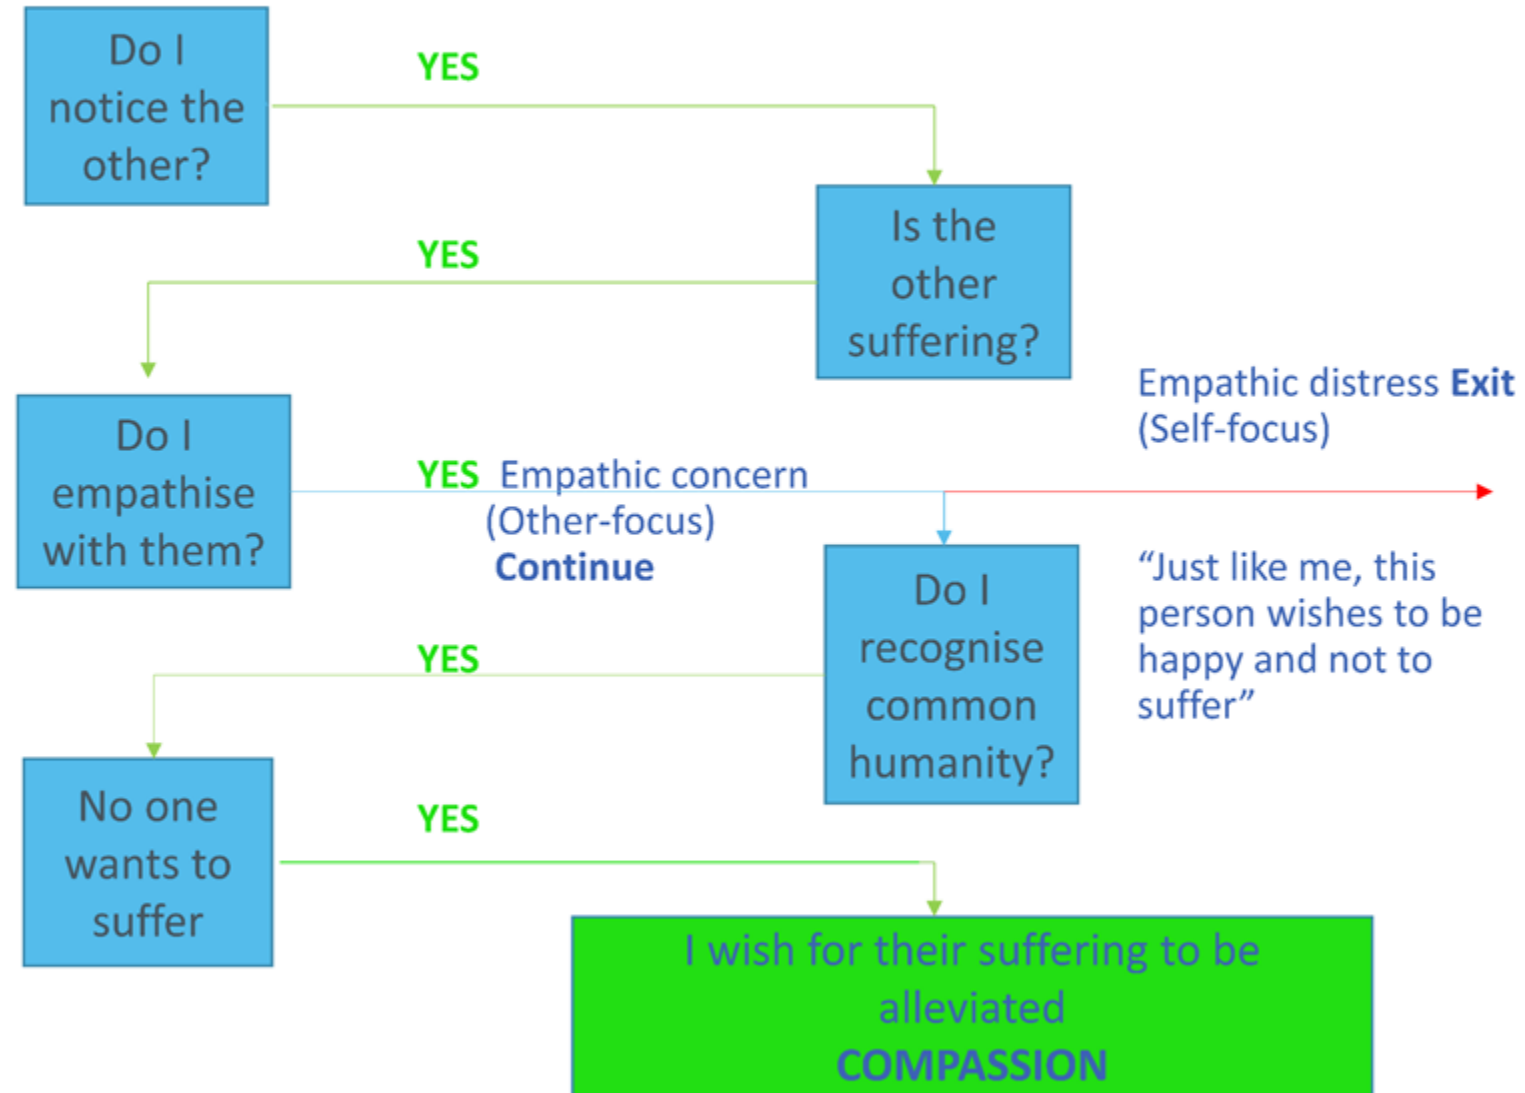 Do I
notice the
other?
YES
Is the
other
suffering?
YES
Do I
empathise
with them?
YES Empathic concern
(Other-focus)
Continue
Empathic distress Exit
(Self-focus)
Do I
recognise
common
humanity?
“Just like me, this
person wishes to be
happy and not to
suffer”
YES
No one
wants to
suffer
YES
I wish for their suffering to be
alleviated
COMPASSION